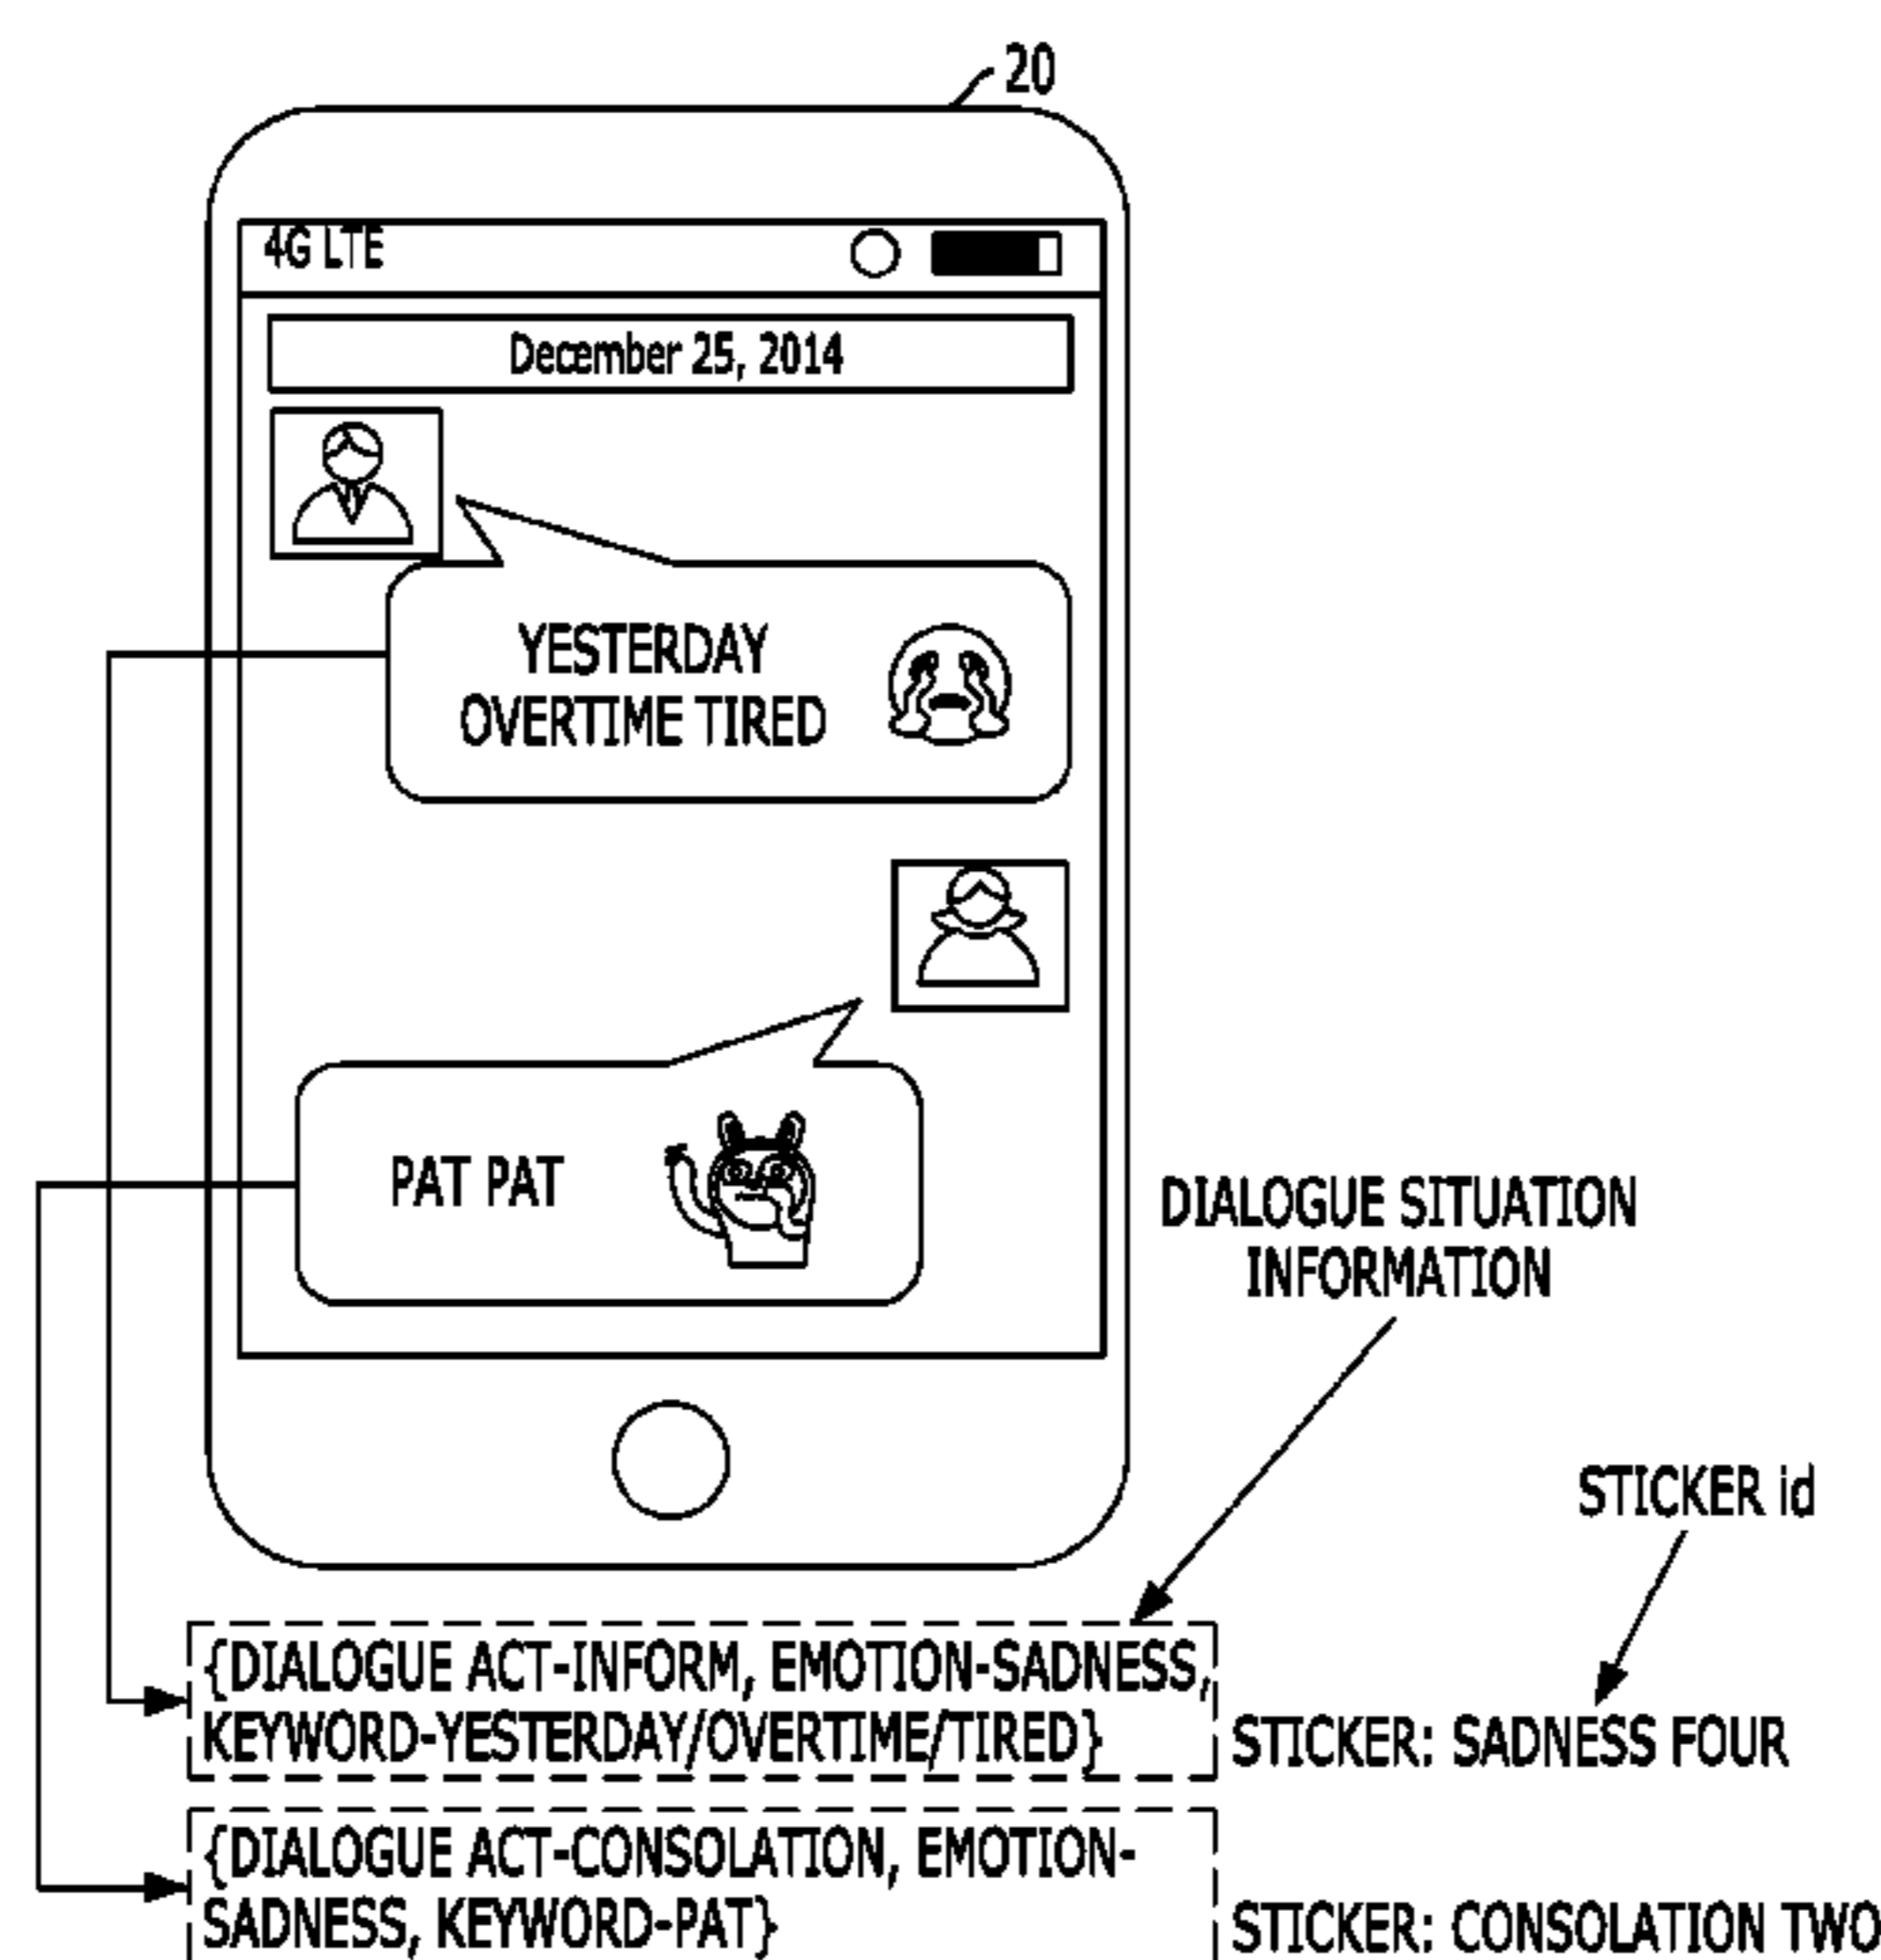 20
4G LTE
December 25, 2014
YESTERDAY
OVERTIME TIRED
PAT PAT
DIALOGUE SITUATION
INFORMATION
STICKER id
{DIALOGUE ACT-INFORM, EMOTION-SADNESS,
KEYWORD-YESTERDAY/OVERTIME/TIRED}
STICKER: SADNESS FOUR
{DIALOGUE ACT-CONSOLATION, EMOTION-
SADNESS, KEYWORD-PAT}
STICKER: CONSOLATION TWO